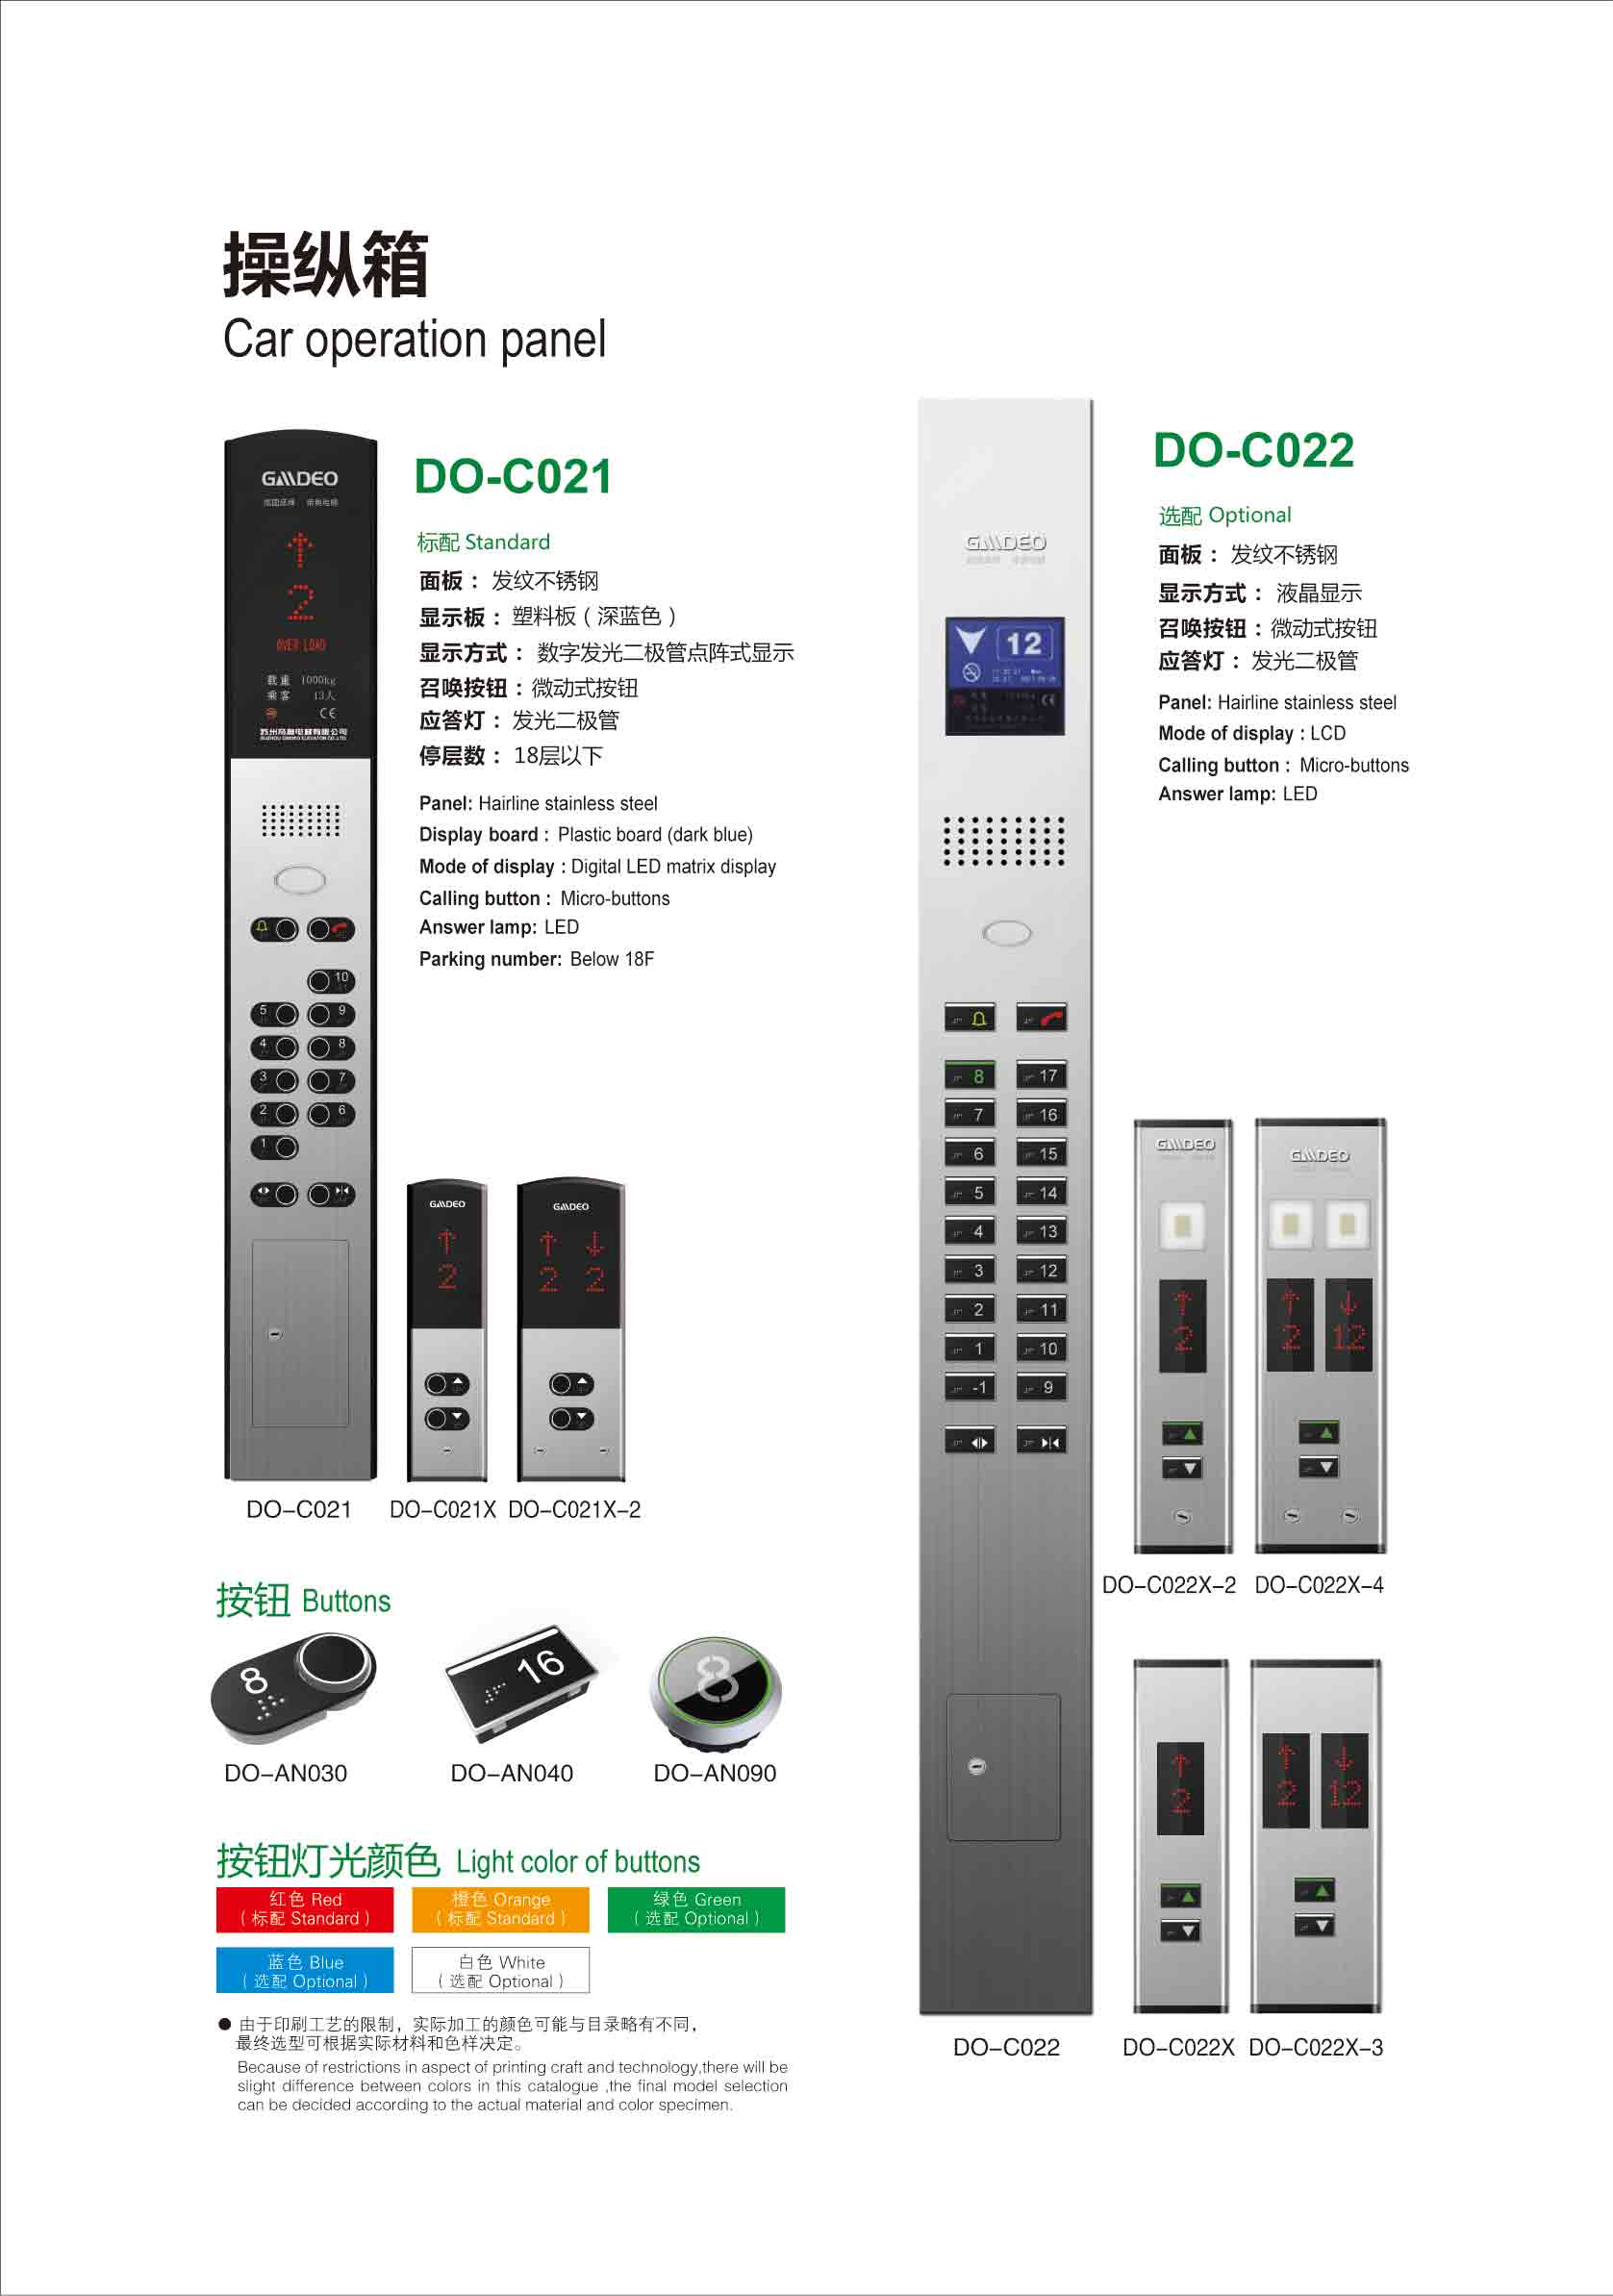 操纵箱
Car operation panel
GMDEO
↑
2
OVER LOAD
载重 1000kg
乘客 13人
CE
苏州高迪电梯有限公司
10
5 9
4 8
3 7
2 6
1
DO-C021
标配 Standard
面板： 发纹不锈钢
显示板： 塑料板（深蓝色）
显示方式： 数字发光二极管点阵式显示
召唤按钮：微动式按钮
应答灯： 发光二极管
停层数： 18层以下
Panel: Hairline stainless steel
Display board : Plastic board (dark blue)
Mode of display : Digital LED matrix display
Calling button : Micro-buttons
Answer lamp: LED
Parking number: Below 18F
GMDEO
↑
2
GMDEO
↑ ↓
2 2
DO-C021
DO-C021X
DO-C021X-2
GMDEO
12
CE
8 17
7 16
6 15
5 14
4 13
3 12
2 11
1 10
-1 9
DO-C022
DO-C022
选配 Optional
面板： 发纹不锈钢
显示方式： 液晶显示
召唤按钮：微动式按钮
应答灯： 发光二极管
Panel: Hairline stainless steel
Mode of display : LCD
Calling button : Micro-buttons
Answer lamp: LED
GMDEO
↑
2
GMDEO
↑ ↓
2 12
DO-C022X-2
DO-C022X-4
↑
2
↑ ↓
2 12
DO-C022X
DO-C022X-3
按钮 Buttons
8
16
8
DO-AN030
DO-AN040
DO-AN090
按钮灯光颜色 Light color of buttons
红色 Red
（标配 Standard）
橙色 Orange
（标配 Standard）
绿色 Green
（选配 Optional）
蓝色 Blue
（选配 Optional）
白色 White
（选配 Optional）
● 由于印刷工艺的限制，实际加工的颜色可能与目录略有不同，
最终选型可根据实际材料和色样决定。
Because of restrictions in aspect of printing craft and technology,there will be
slight difference between colors in this catalogue ,the final model selection
can be decided according to the actual material and color specimen.